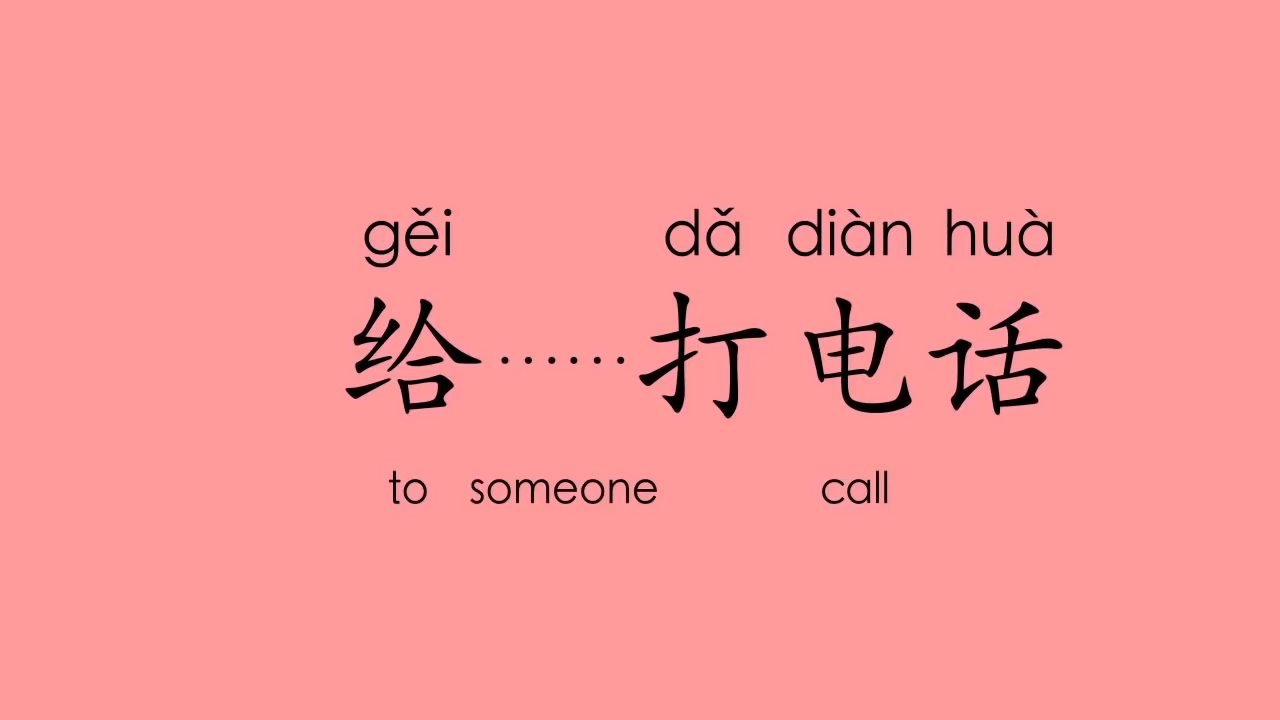 gěi dǎ diàn huà
给······打电话
to someone call